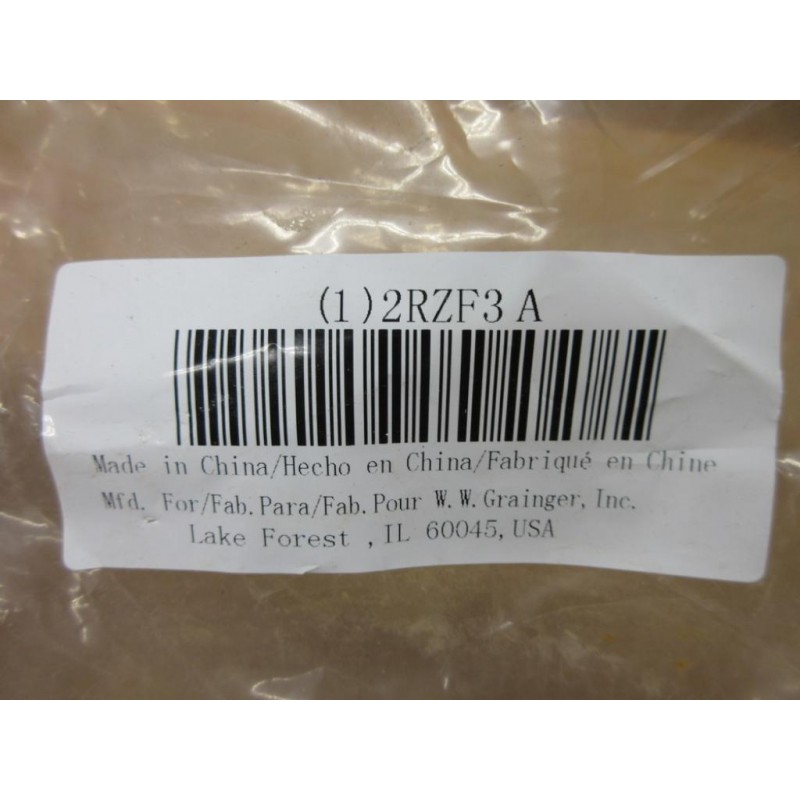 (1)2RZF3 A
Made in China/Hecho en China/Fabriqué en Chine
Mfd. For/Fab. Para/Fab. Pour W. W. Grainger, Inc.
Lake Forest , IL 60045, USA